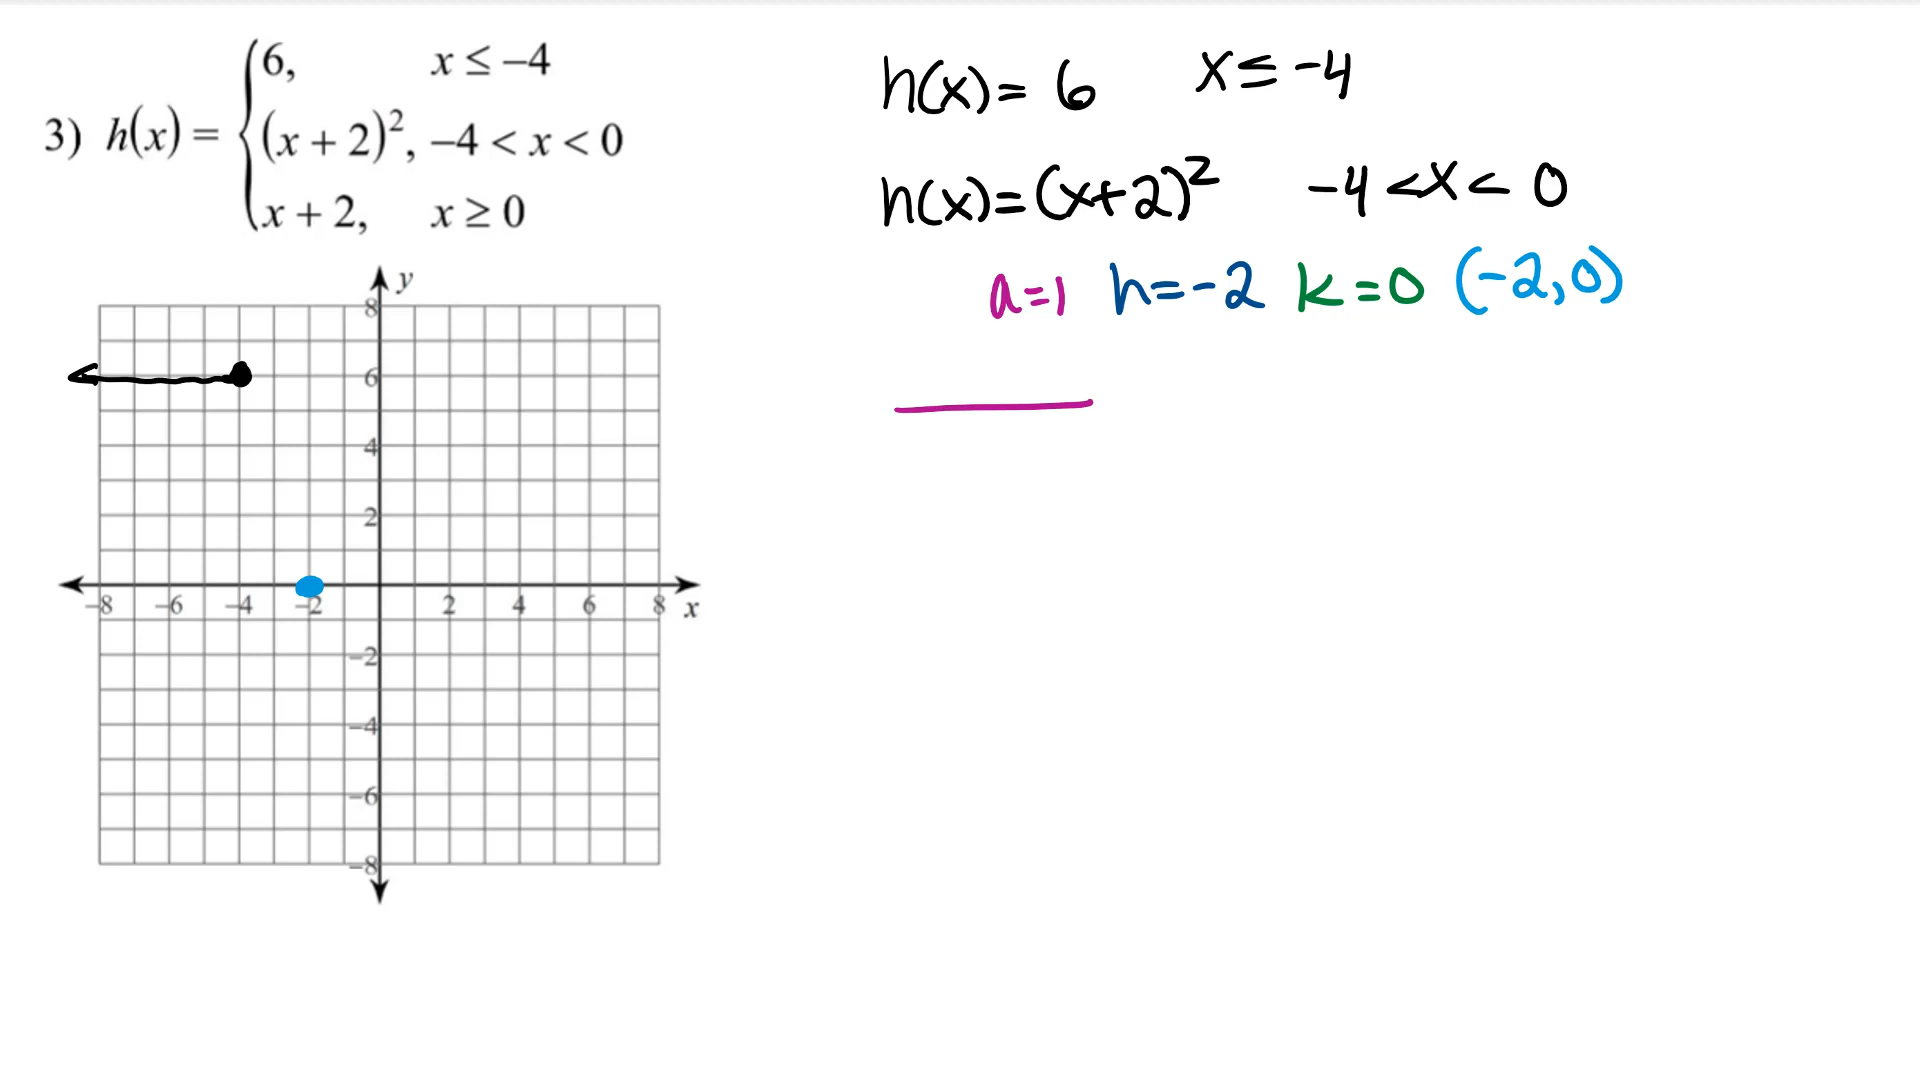 3) h(x) = { 6, x ≤ −4
(x + 2)², −4 < x < 0
x + 2, x ≥ 0
h(x) = 6 x ≤ -4
h(x) = (x+2)² -4 < x < 0
a=1 h=-2 k=0 (-2,0)
y
8
6
4
2
−8 −6 −4 −2 2 4 6 8 x
−2
−4
−6
−8